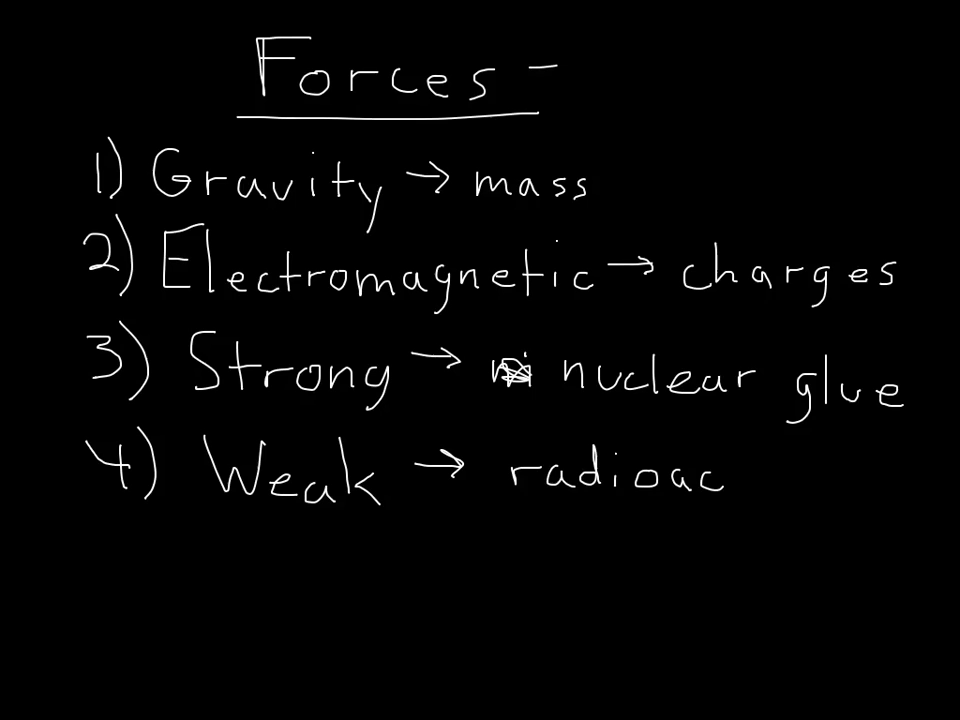 Forces -
1) Gravity → mass
2) Electromagnetic → charges
3) Strong → nuclear glue
4) Weak → radioac